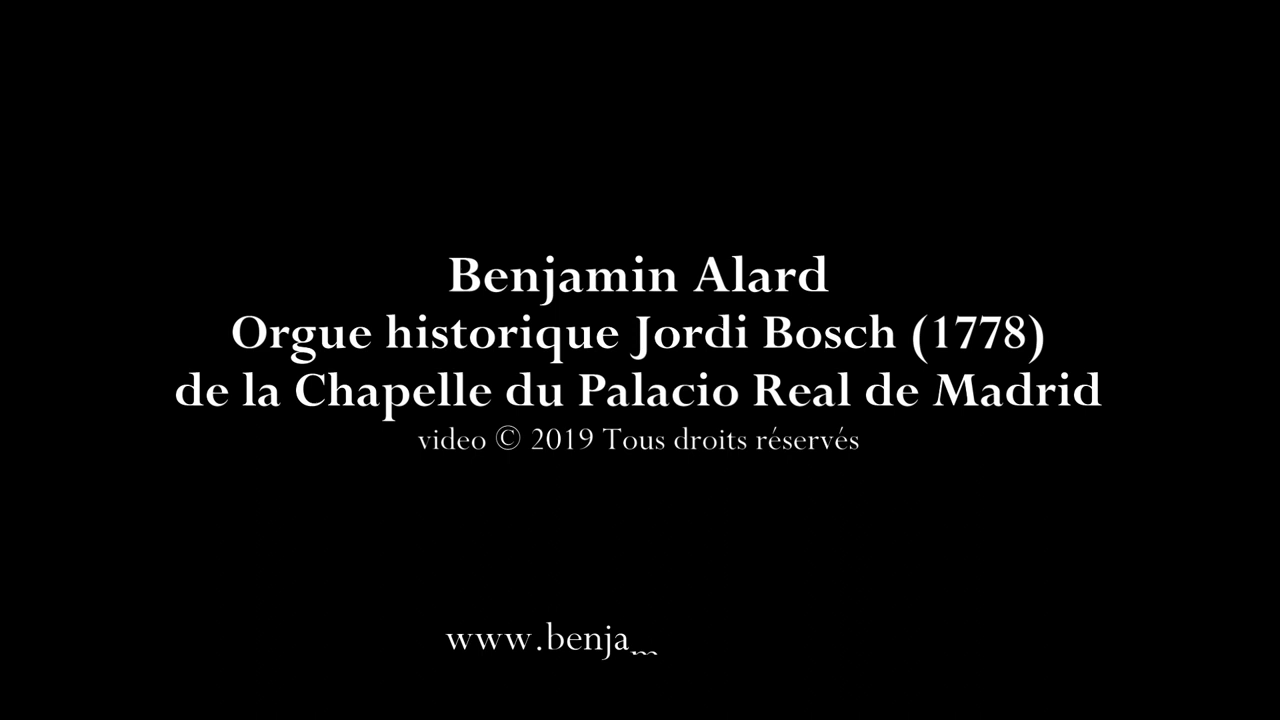 Benjamin Alard
Orgue historique Jordi Bosch (1778)
de la Chapelle du Palacio Real de Madrid
video © 2019 Tous droits réservés
www.benja